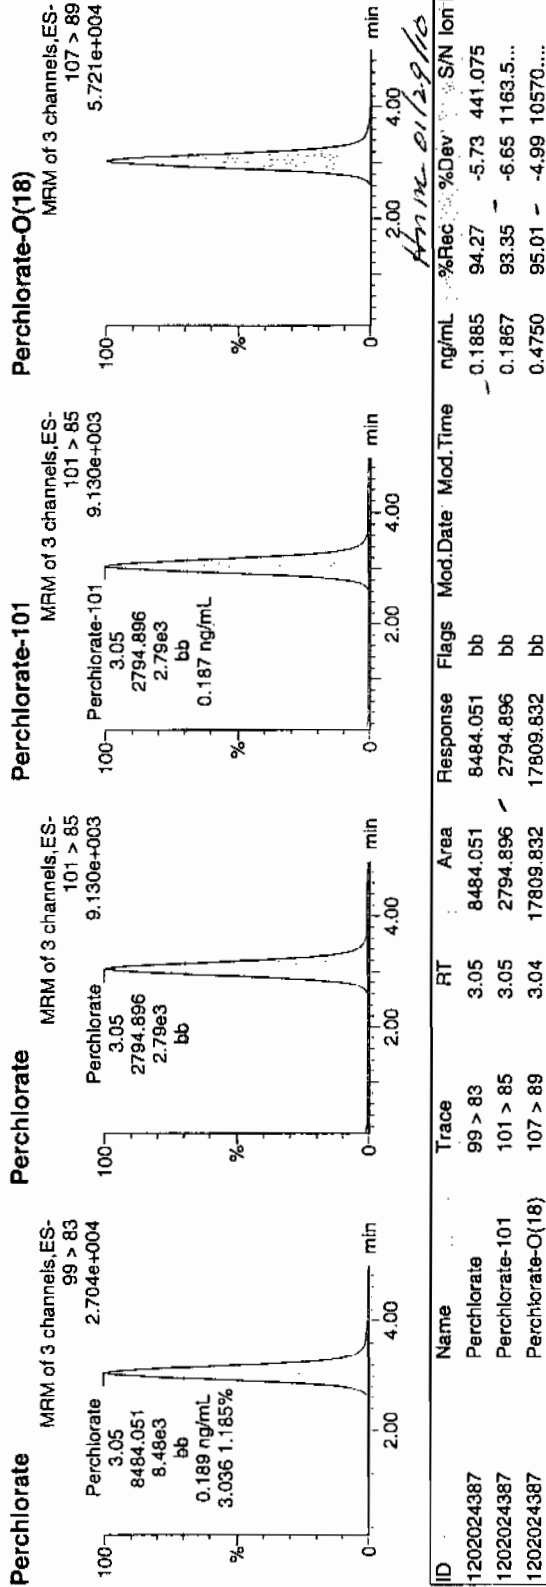 Perchlorate
MRM of 3 channels,ES-
99 > 83
2.704e+004
100
Perchlorate
3.05
8484.051
8.48e3
bb
0.189 ng/mL
3.036 1.185%
%
0
2.00
4.00
min
Perchlorate
MRM of 3 channels,ES-
101 > 85
9.130e+003
100
Perchlorate
3.05
2794.896
2.79e3
bb
%
0
2.00
4.00
min
Perchlorate-101
MRM of 3 channels,ES-
101 > 85
9.130e+003
100
Perchlorate-101
3.05
2794.896
2.79e3
bb
0.187 ng/mL
%
0
2.00
4.00
min
Perchlorate-O(18)
MRM of 3 channels,ES-
107 > 89
5.721e+004
100
%
0
2.00
4.00
min
01/29/10
ID Name Trace RT Area Response Flags Mod.Date Mod.Time ng/mL %Rec %Dev S/N Ion
1202024387 Perchlorate 99 > 83 3.05 8484.051 8484.051 bb 0.1885 94.27 -5.73 441.075
1202024387 Perchlorate-101 101 > 85 3.05 2794.896 2794.896 bb 0.1867 93.35 -6.65 1163.5...
1202024387 Perchlorate-O(18) 107 > 89 3.04 17809.832 17809.832 bb 0.4750 95.01 -4.99 10570....